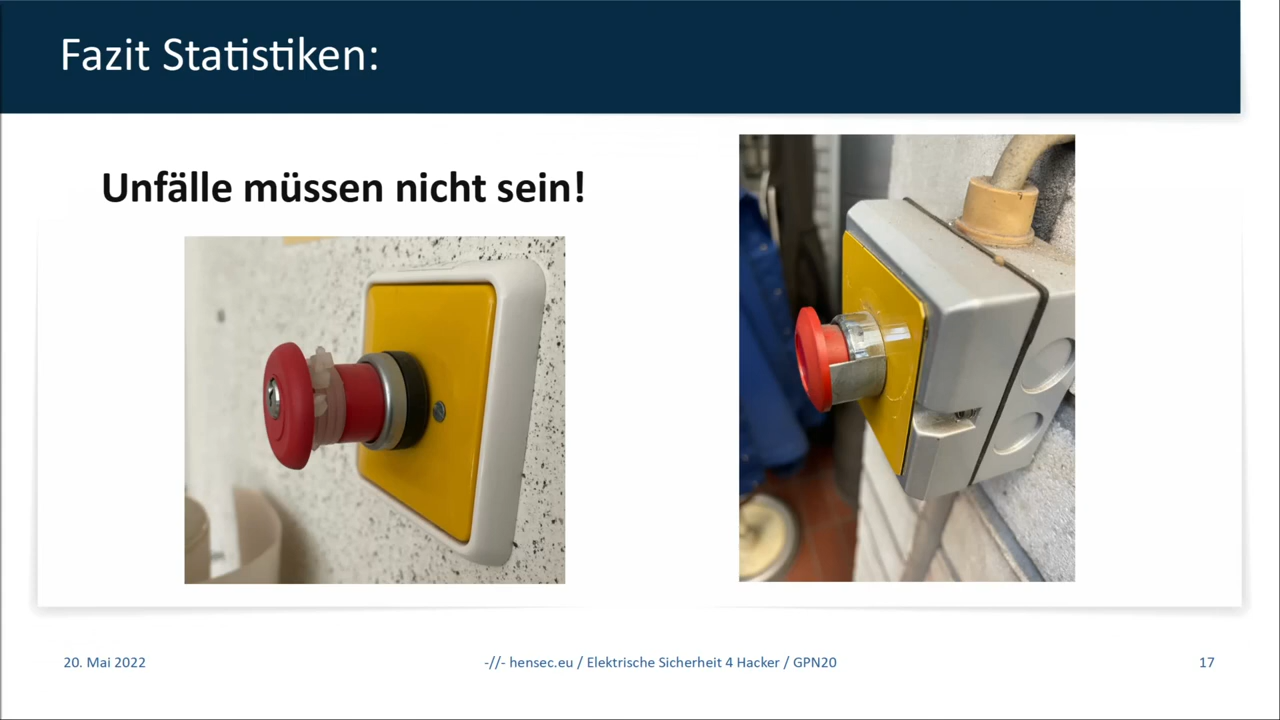 Fazit Statistiken:
Unfälle müssen nicht sein!
20. Mai 2022
-//- hensec.eu / Elektrische Sicherheit 4 Hacker / GPN20
17